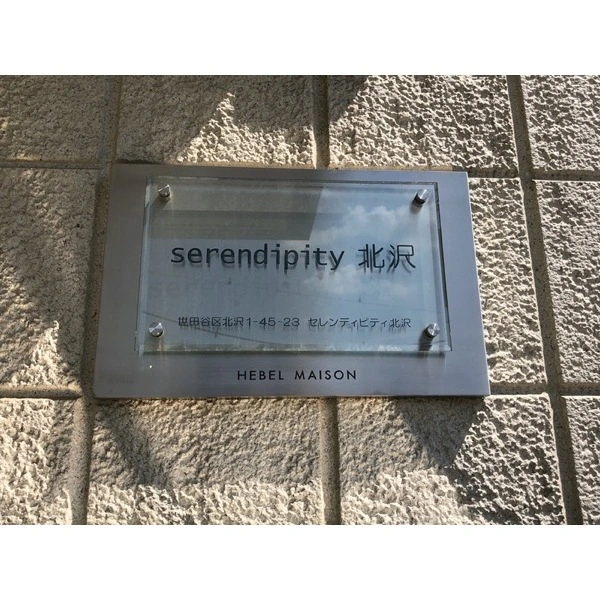 serendipity 北沢
世田谷区北沢1-45-23 セレンディピティ北沢
HEBEL MAISON